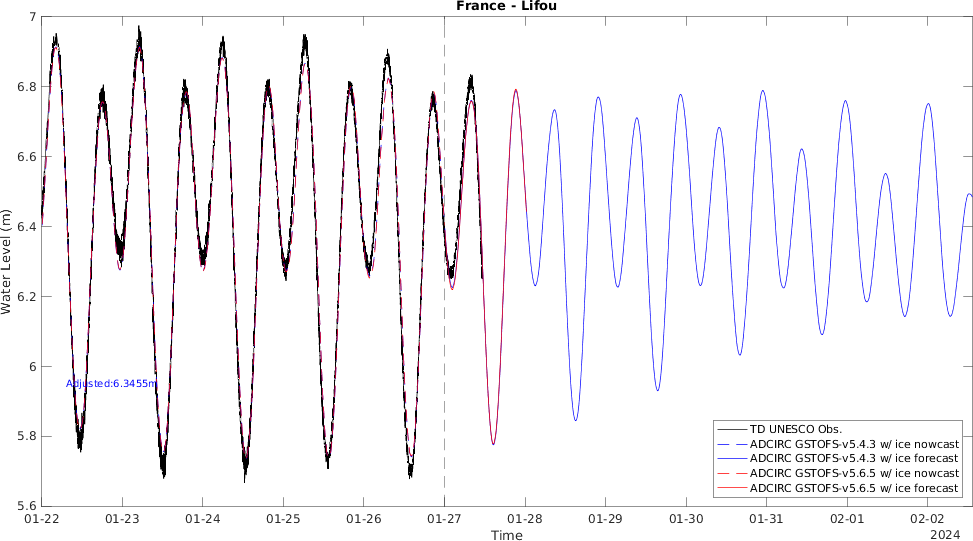 France - Lifou
7
6.8
6.6
6.4
6.2
6
5.8
5.6
Water Level (m)
Adjusted:6.3455m
TD UNESCO Obs.
ADCIRC GSTOFS-v5.4.3 w/ ice nowcast
ADCIRC GSTOFS-v5.4.3 w/ ice forecast
ADCIRC GSTOFS-v5.6.5 w/ ice nowcast
ADCIRC GSTOFS-v5.6.5 w/ ice forecast
01-22 01-23 01-24 01-25 01-26 01-27 01-28 01-29 01-30 01-31 02-01 02-02
Time
2024